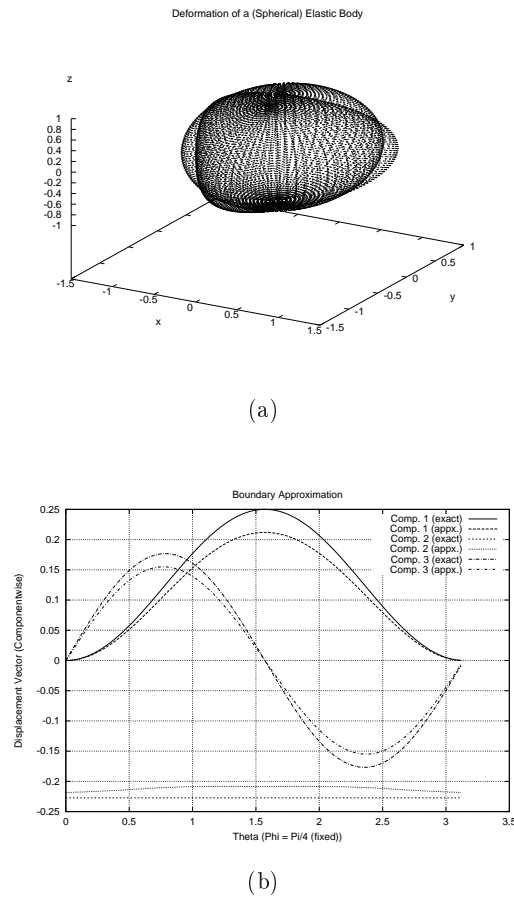 Deformation of a (Spherical) Elastic Body
z
1
0.8
0.6
0.4
0.2
0
-0.2
-0.4
-0.6
-0.8
-1
-1.5
-1
-0.5
0
0.5
1
1.5
x
-1.5
-1
-0.5
0
0.5
1
y
(a)
Boundary Approximation
Comp. 1 (exact)
Comp. 1 (appx.)
Comp. 2 (exact)
Comp. 2 (appx.)
Comp. 3 (exact)
Comp. 3 (appx.)
Displacement Vector (Componentwise)
0.25
0.2
0.15
0.1
0.05
0
-0.05
-0.1
-0.15
-0.2
-0.25
0 0.5 1 1.5 2 2.5 3 3.5
Theta (Phi = Pi/4 (fixed))
(b)